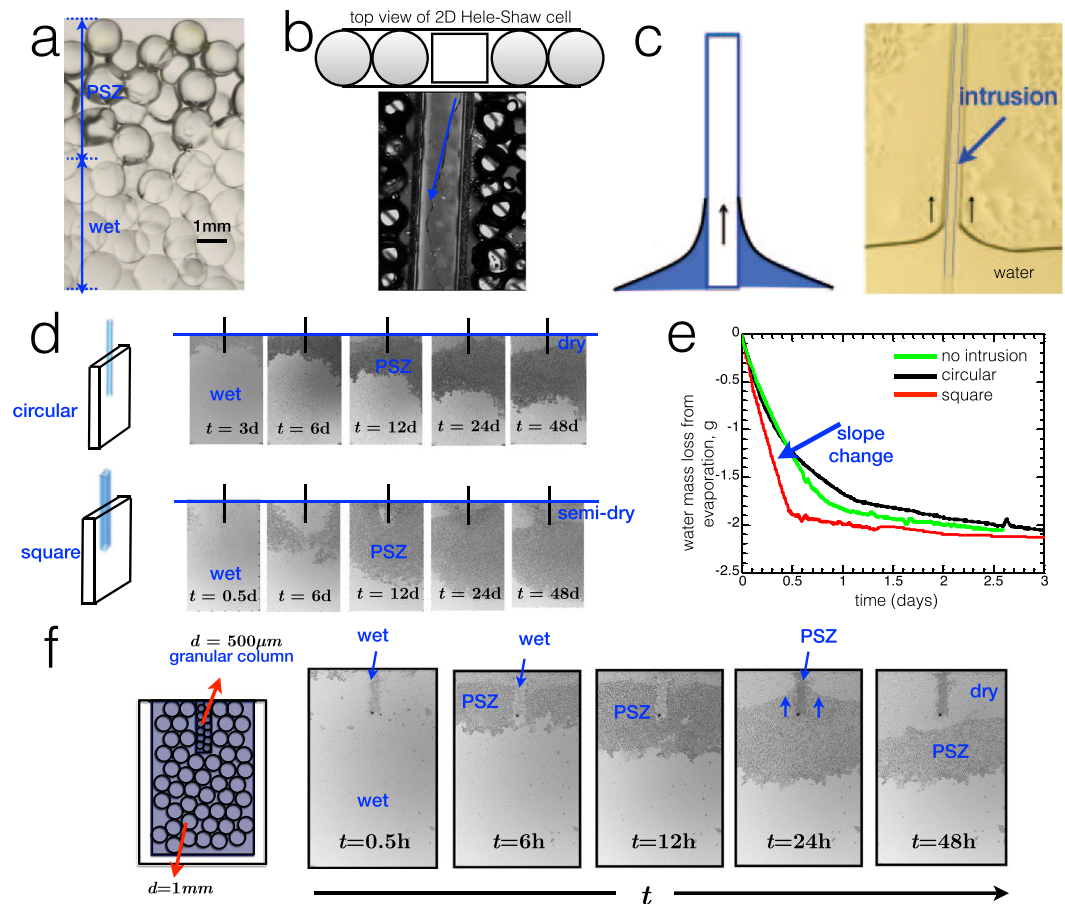 a
PSZ
wet
1mm
b
top view of 2D Hele-Shaw cell
c
intrusion
water
d
circular
wet
t = 3d
t = 6d
PSZ
t = 12d
t = 24d
dry
t = 48d
square
wet
t = 0.5d
t = 6d
PSZ
t = 12d
t = 24d
semi-dry
t = 48d
e
no intrusion
circular
square
slope
change
water mass loss from
evaporation, g
0
-0.5
-1
-1.5
-2
-2.5
0
0.5
1
1.5
2
2.5
3
time (days)
f
d = 500μm
granular column
d=1mm
wet
wet
t=0.5h
wet
PSZ
t=6h
PSZ
t=12h
PSZ
t=24h
dry
PSZ
t=48h
t